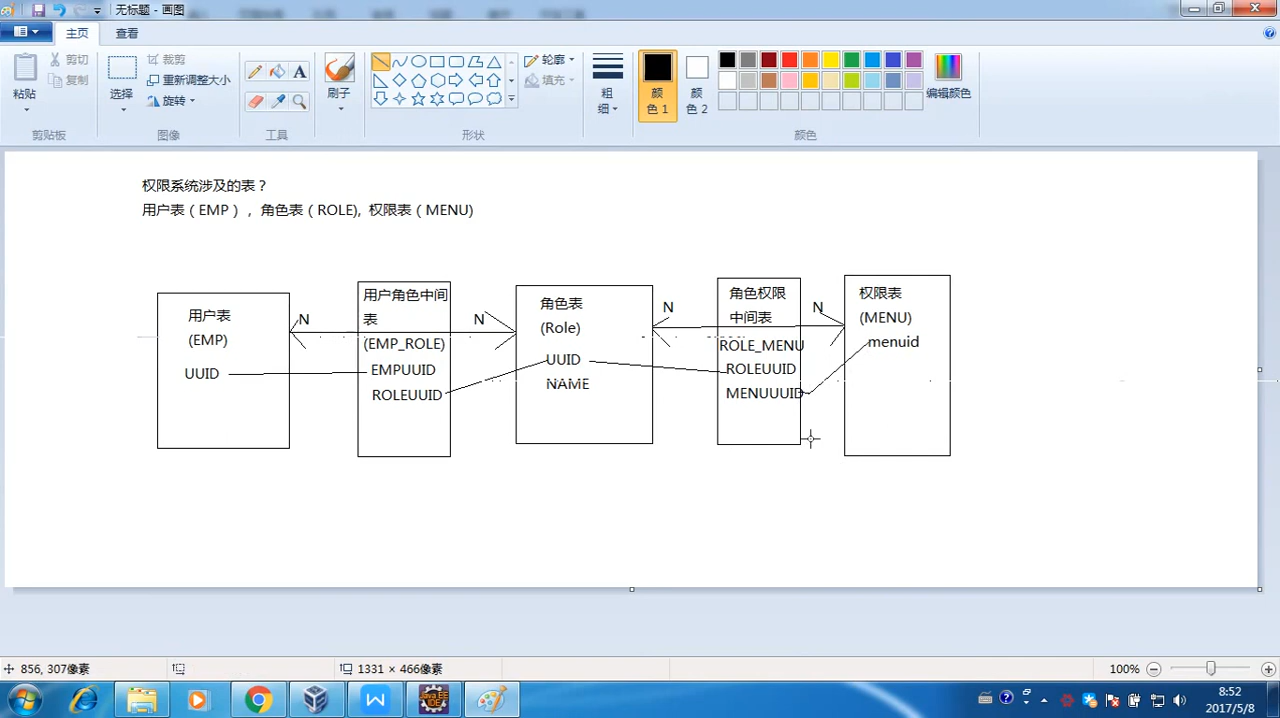 无标题 - 画图
主页
查看
粘贴
剪切
复制
剪贴板
选择
裁剪
重新调整大小
旋转
图像
A
工具
刷子
形状
轮廓
填充
粗
细
颜
色 1
颜
色 2
颜色
编辑颜色
权限系统涉及的表？
用户表（EMP）， 角色表（ROLE), 权限表（MENU)
用户表
(EMP)
UUID
N
用户角色中间
表
(EMP_ROLE)
EMPUUID
ROLEUUID
N
角色表
(Role)
UUID
NAME
N
角色权限
中间表
ROLE_MENU
ROLEUUID
MENUUUID
N
权限表
(MENU)
menuid
856, 307像素
1331 × 466像素
100%
Java EE
IDE
8:52
2017/5/8